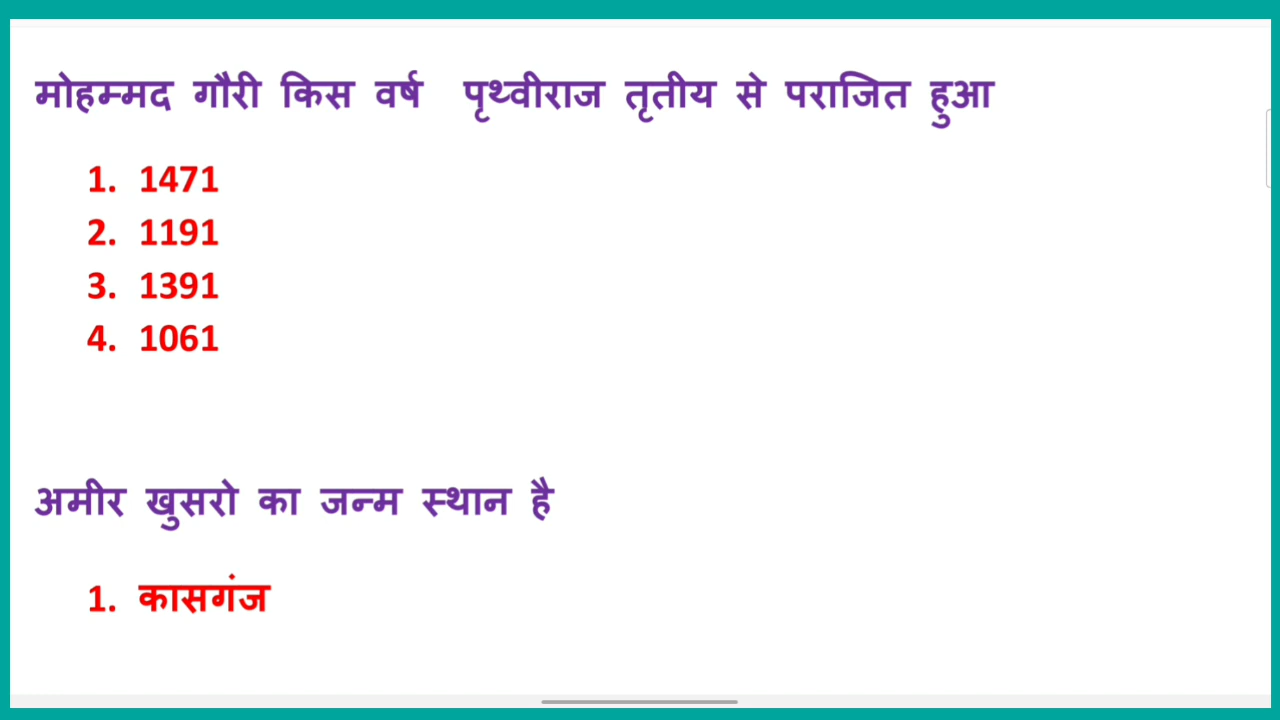 मोहम्मद गौरी किस वर्ष पृथ्वीराज तृतीय से पराजित हुआ
1. 1471
2. 1191
3. 1391
4. 1061
अमीर खुसरो का जन्म स्थान है
1. कासगंज